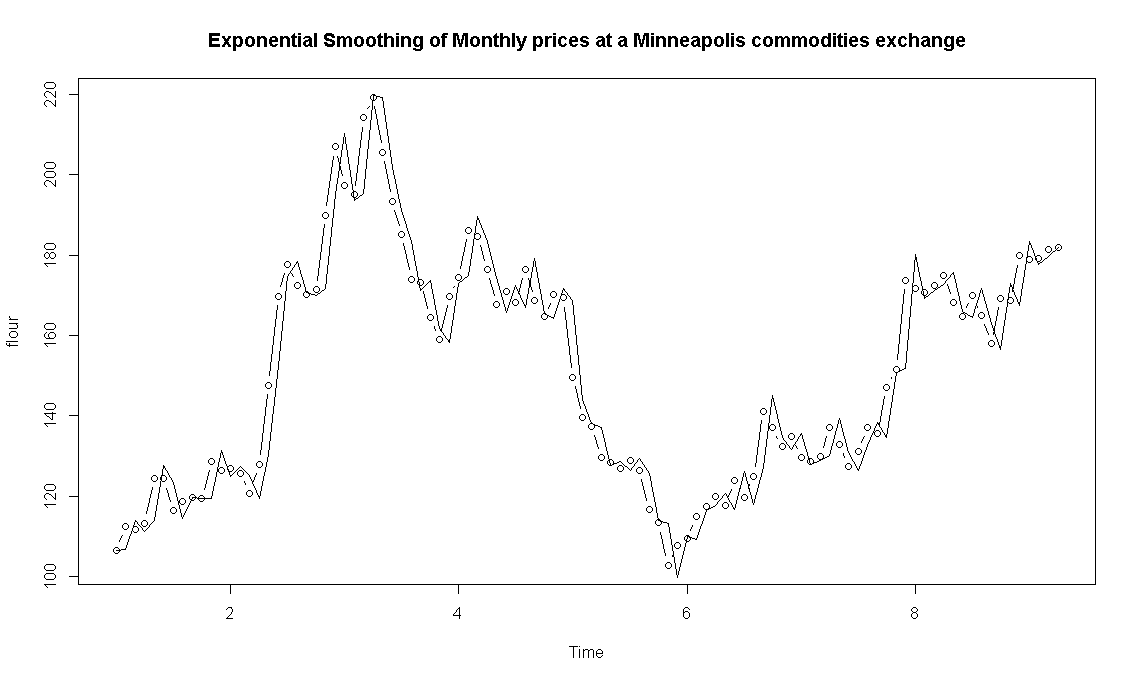 Exponential Smoothing of Monthly prices at a Minneapolis commodities exchange
220
200
180
160
140
120
100
flour
2 4 6 8
Time